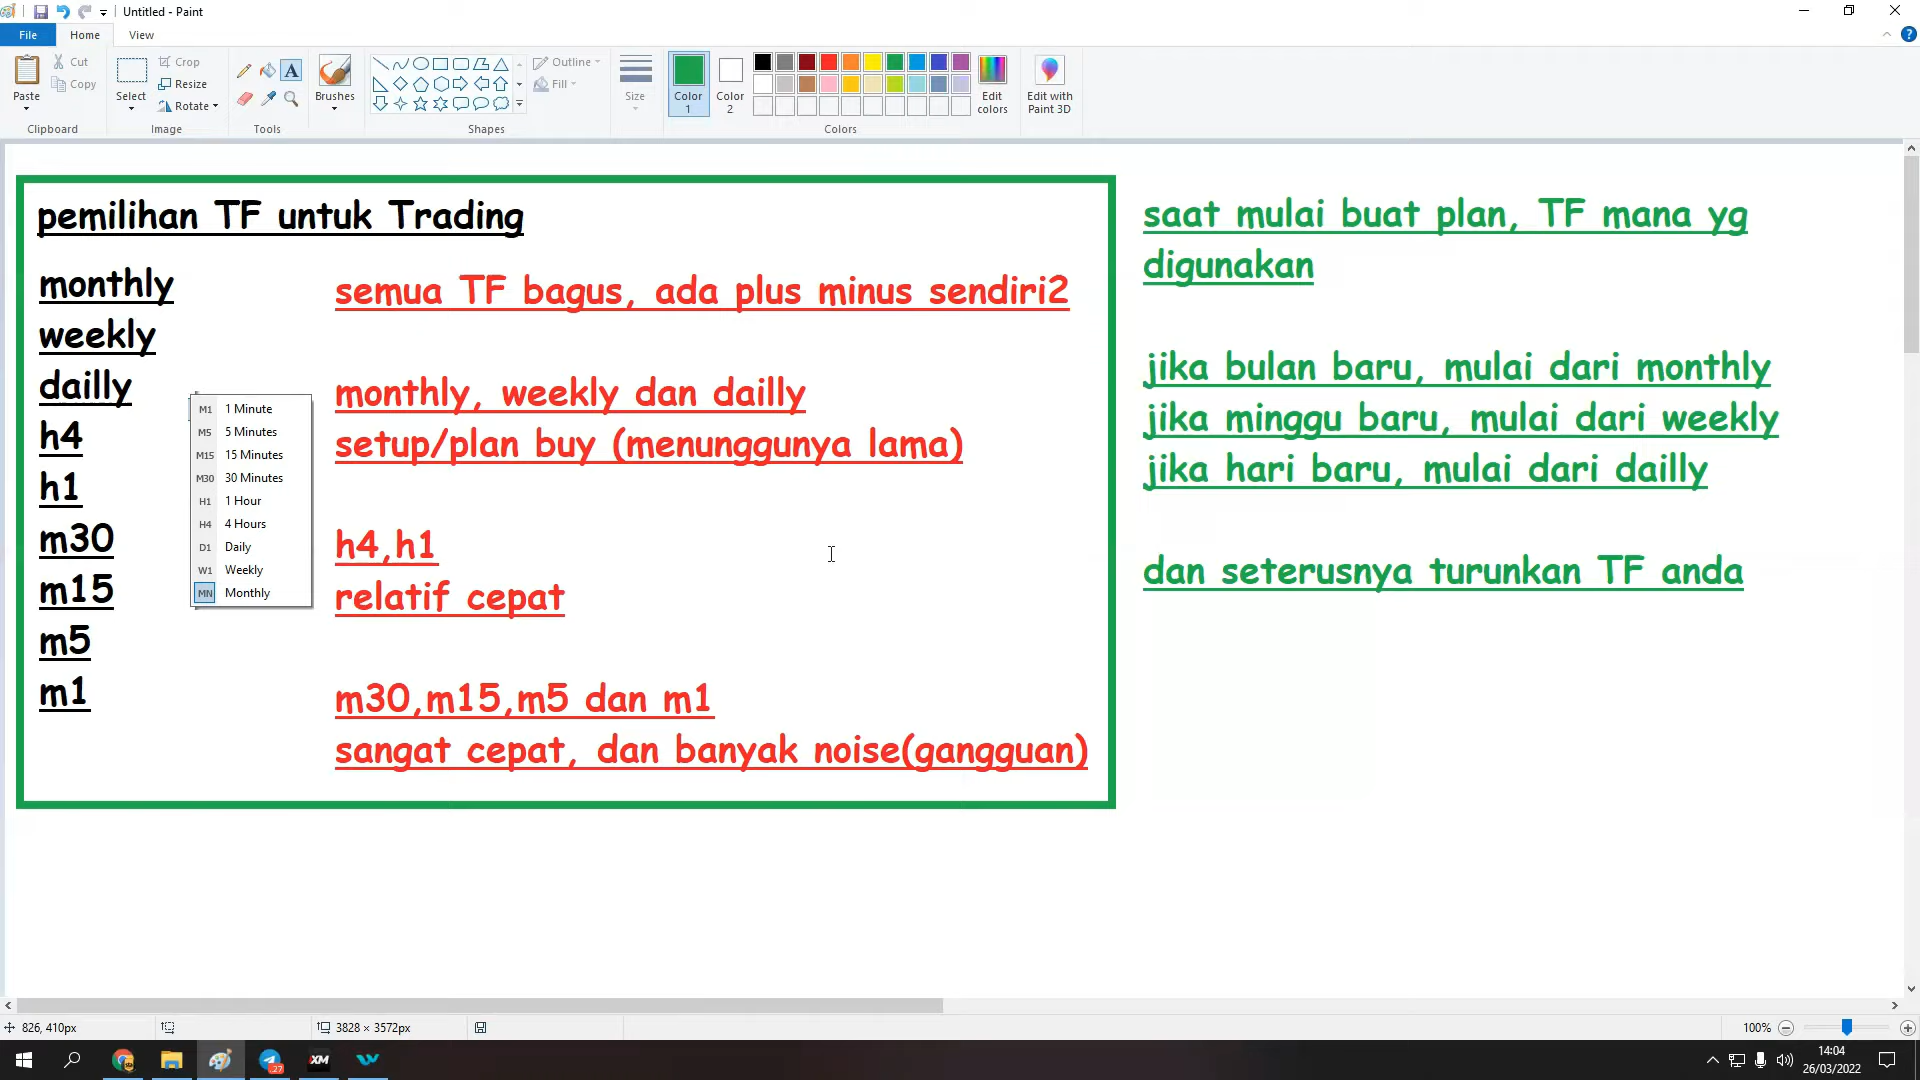 Untitled - Paint
File
Home
View
Paste
Cut
Copy
Clipboard
Select
Crop
Resize
Rotate
Image
A
Tools
Brushes
Outline
Fill
Shapes
Size
Color 1
Color 2
Edit colors
Colors
Edit with Paint 3D
pemilihan TF untuk Trading
monthly
weekly
dailly
h4
h1
m30
m15
m5
m1
M1 1 Minute
M5 5 Minutes
M15 15 Minutes
M30 30 Minutes
H1 1 Hour
H4 4 Hours
D1 Daily
W1 Weekly
MN Monthly
semua TF bagus, ada plus minus sendiri2
monthly, weekly dan dailly
setup/plan buy (menunggunya lama)
h4,h1
relatif cepat
m30,m15,m5 dan m1
sangat cepat, dan banyak noise(gangguan)
saat mulai buat plan, TF mana yg
digunakan
jika bulan baru, mulai dari monthly
jika minggu baru, mulai dari weekly
jika hari baru, mulai dari dailly
dan seterusnya turunkan TF anda
826, 410px
3828 × 3572px
100%
27
XM
14:04
26/03/2022